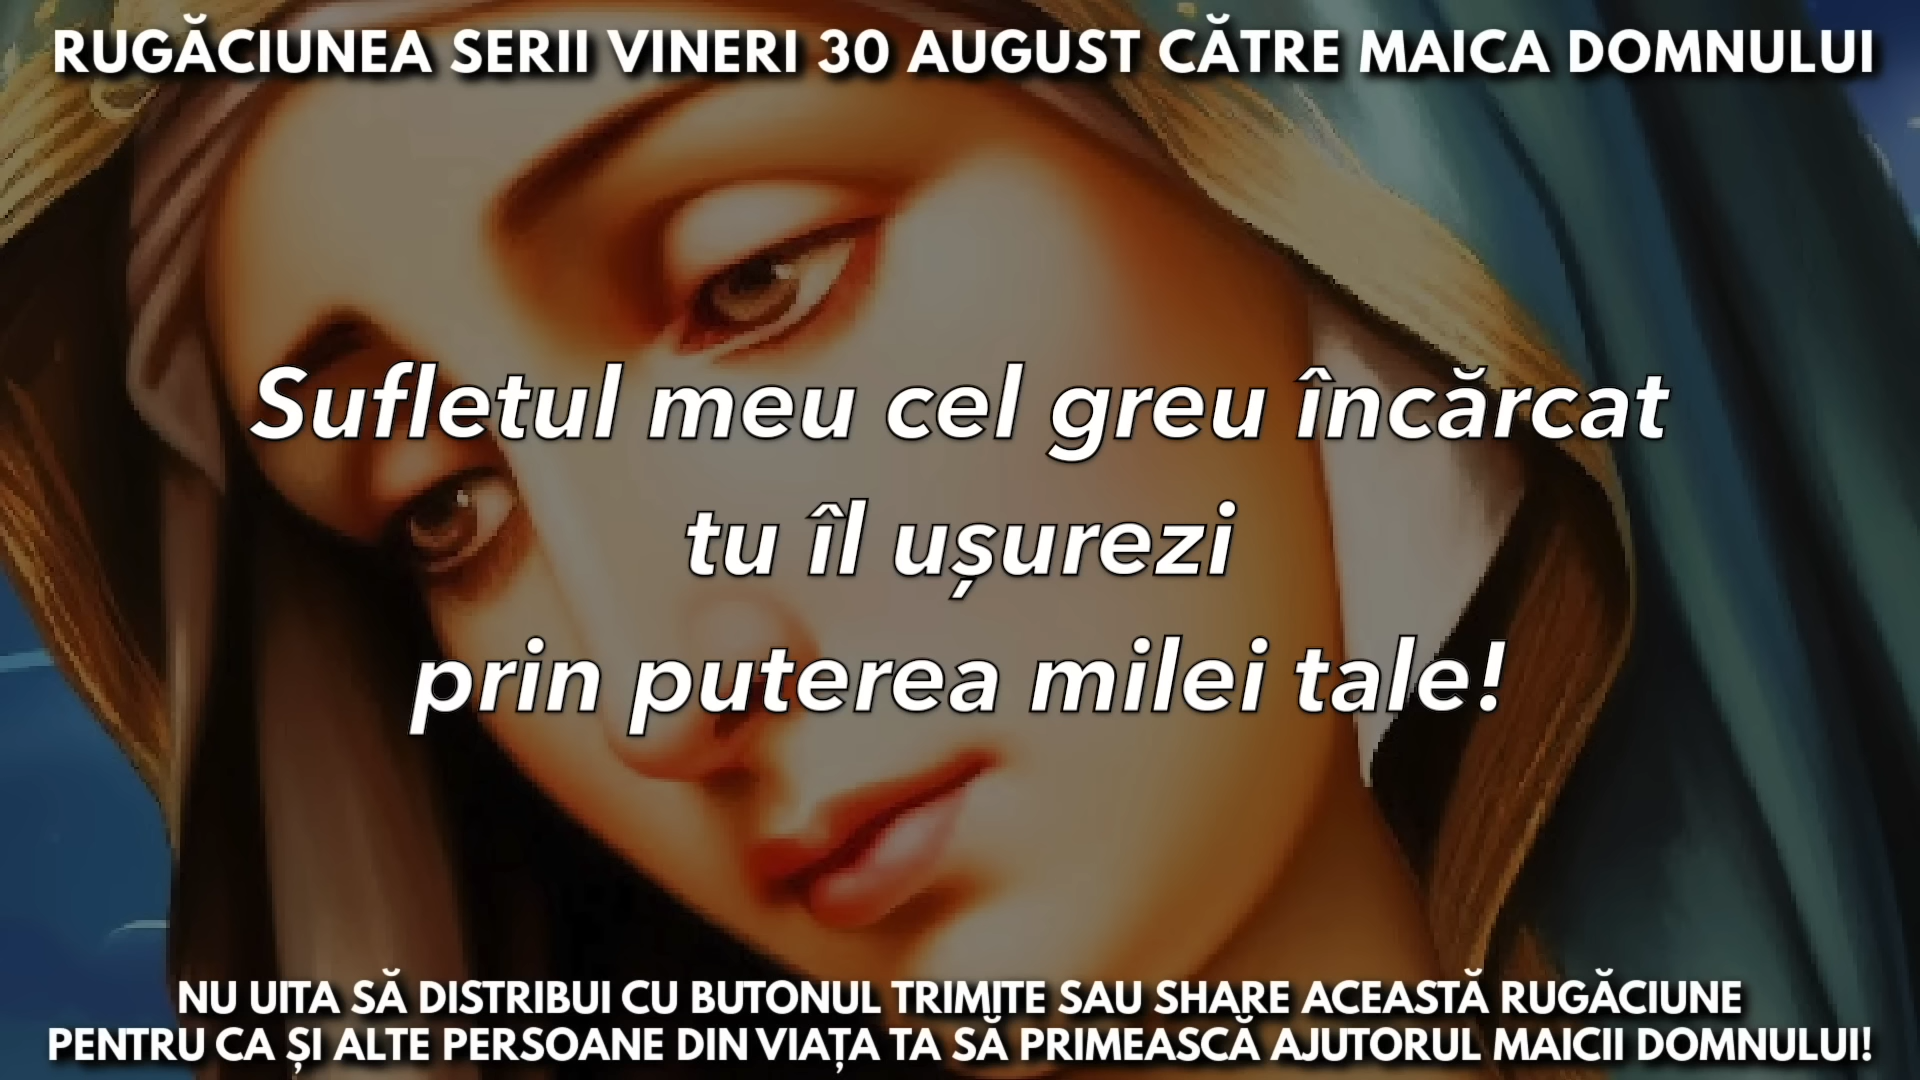 RUGĂCIUNEA SERII VINERI 30 AUGUST CĂTRE MAICA DOMNULUI
Sufletul meu cel greu încărcat
tu îl ușurezi
prin puterea milei tale!
NU UITA SĂ DISTRIBUI CU BUTONUL TRIMITE SAU SHARE ACEASTĂ RUGĂCIUNE
PENTRU CA ȘI ALTE PERSOANE DIN VIAȚA TA SĂ PRIMEASCĂ AJUTORUL MAICII DOMNULUI!